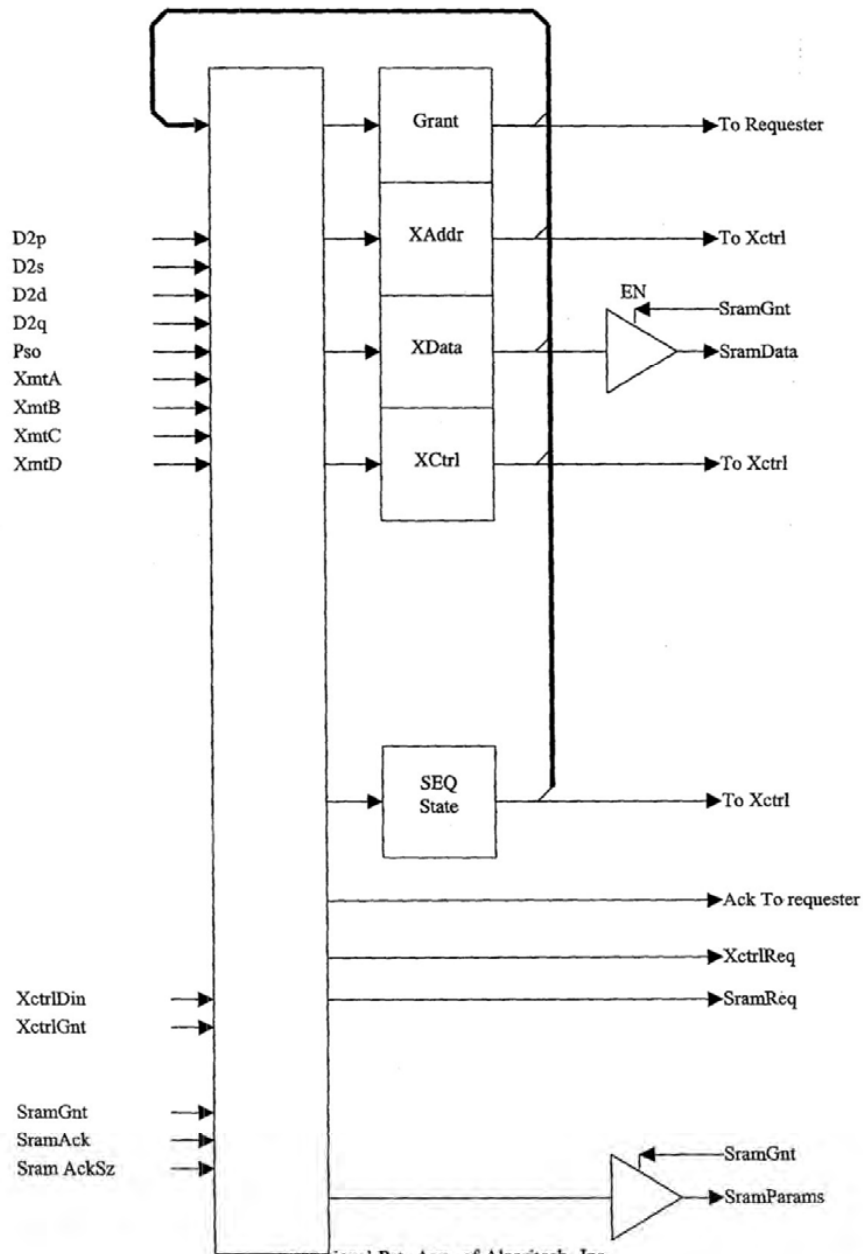 Grant
To Requester
D2p
XAddr
To Xctrl
D2s
D2d
EN
SramGnt
D2q
Pso
XData
SramData
XmtA
XmtB
XmtC
XmtD
XCtrl
To Xctrl
SEQ
State
To Xctrl
Ack To requester
XctrlReq
XctrlDin
SramReq
XctrlGnt
SramGnt
SramAck
SramGnt
Sram AckSz
SramParams